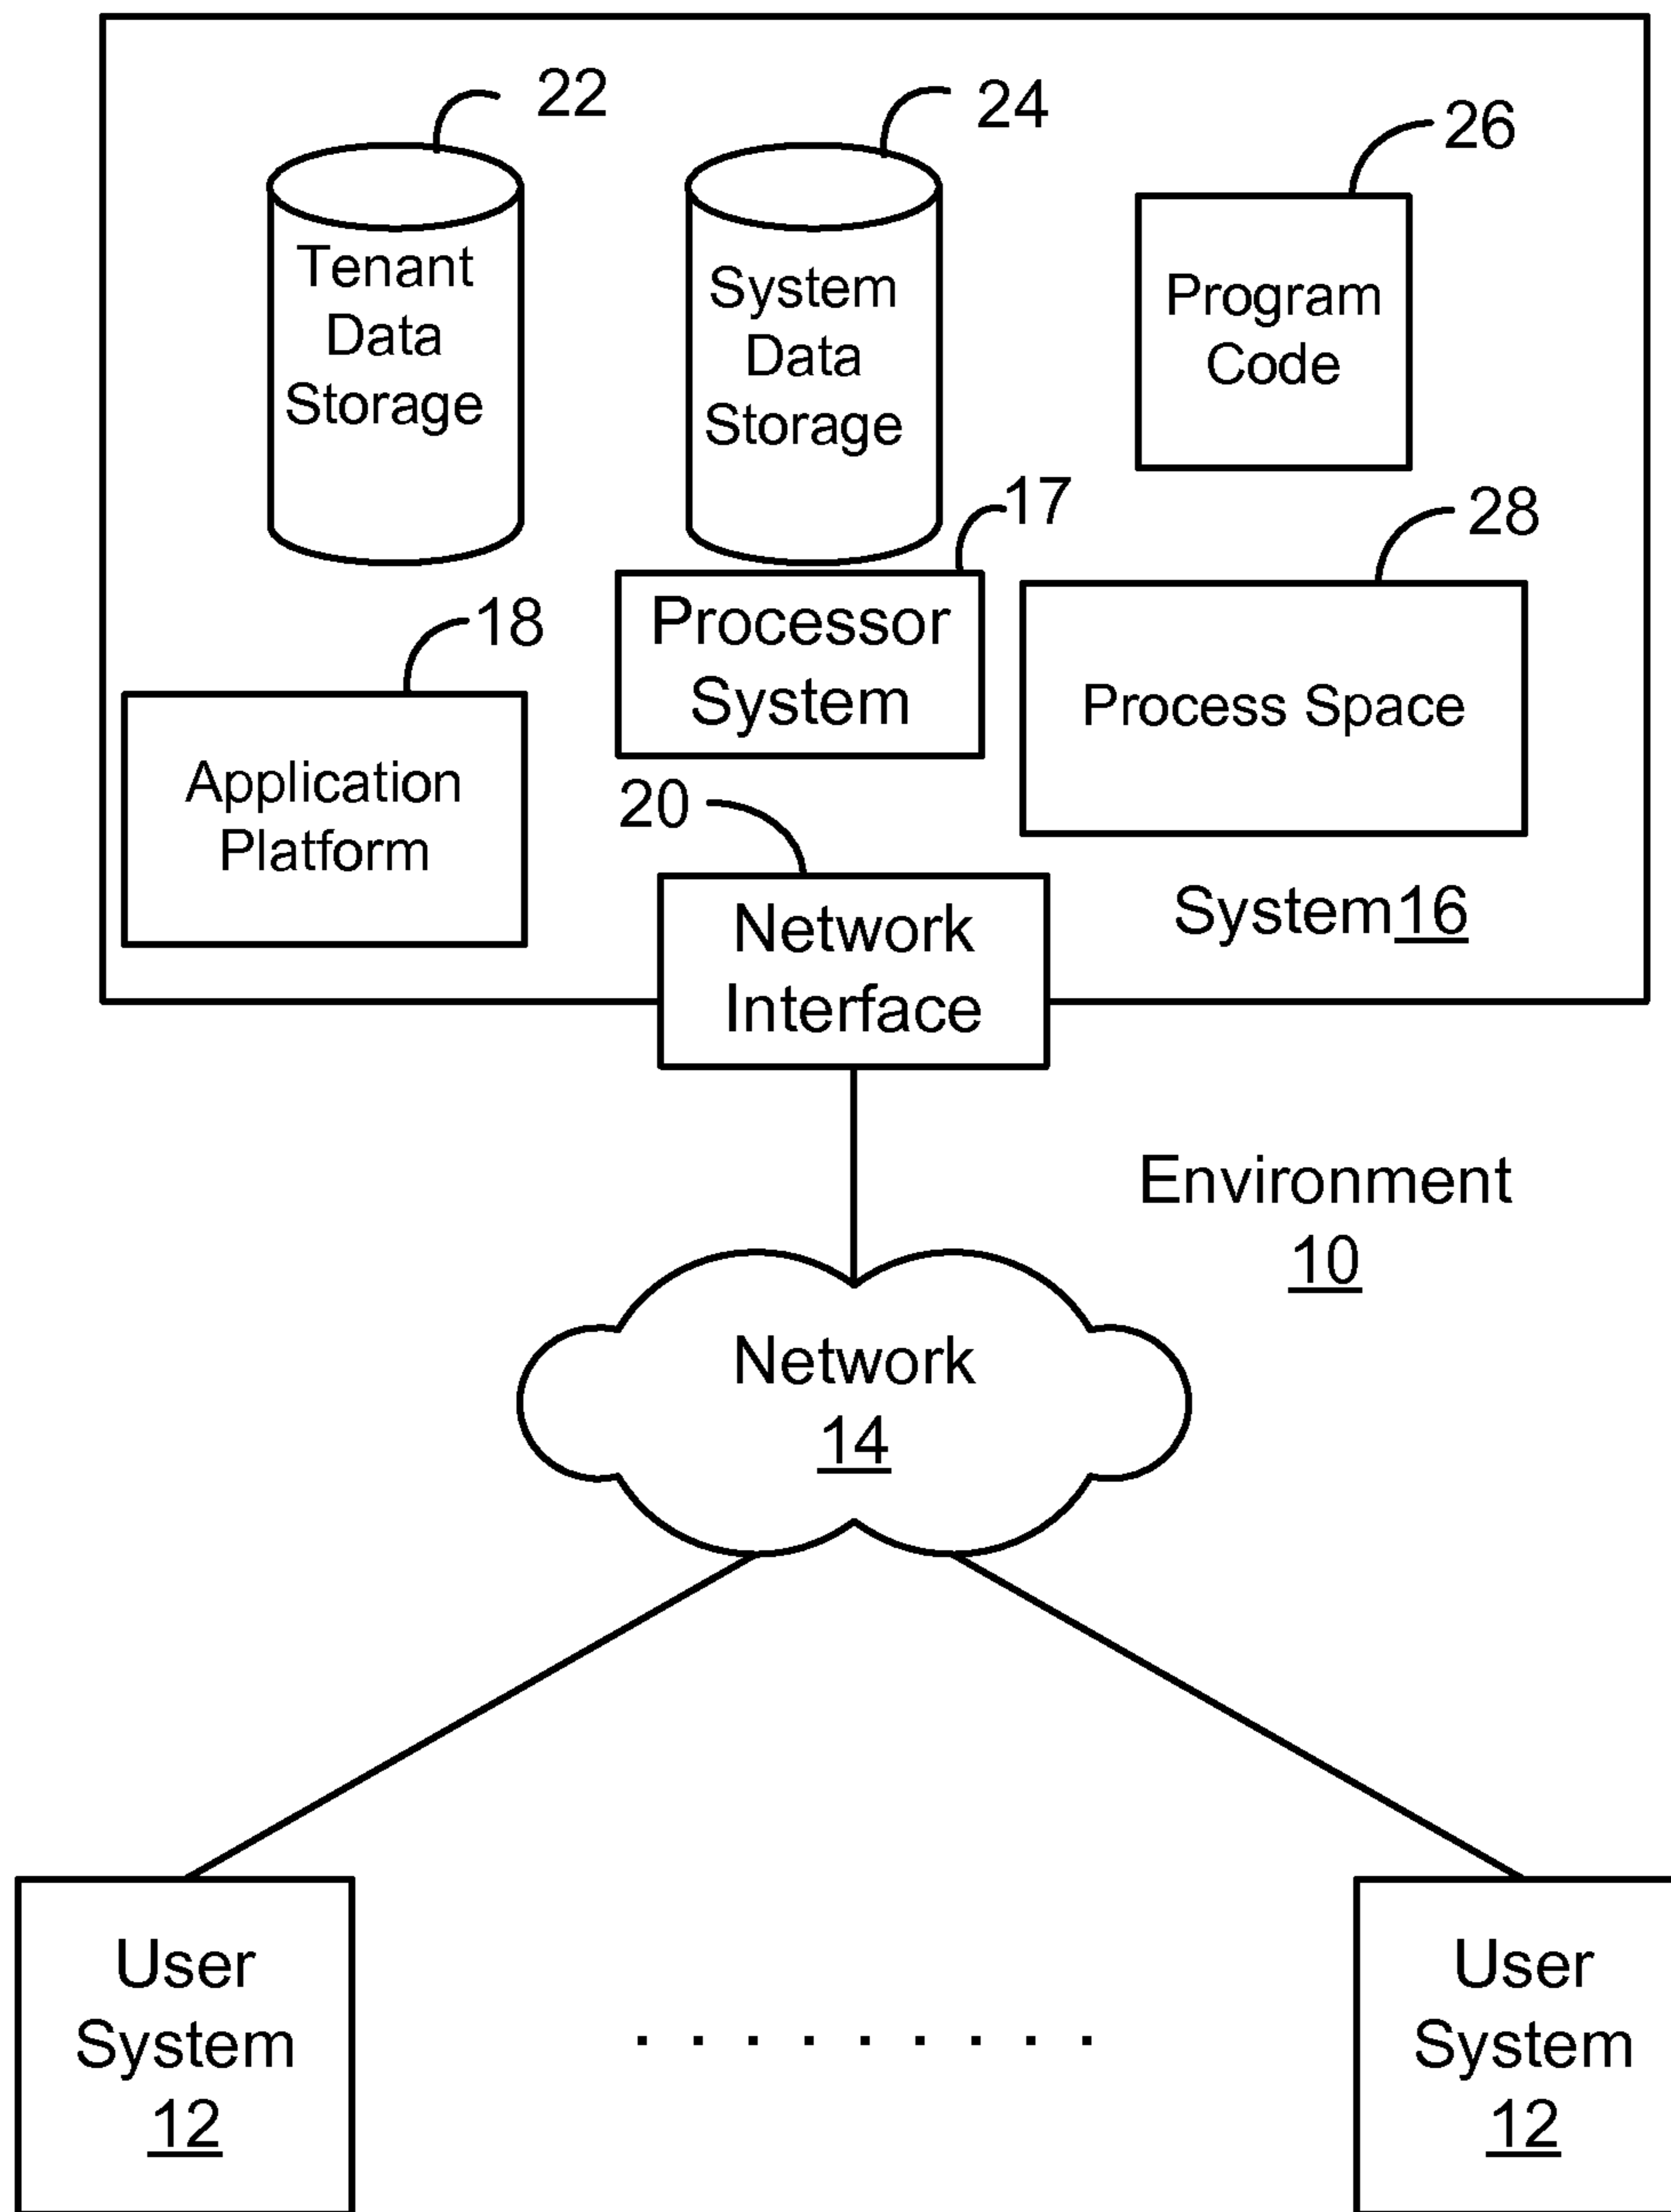 22
24
26
Tenant
Data
Storage
System
Data
Storage
Program
Code
17
28
18
Processor
System
Process Space
Application
Platform
20
Network
Interface
System16
Environment
10
Network
14
User
System
12
. . . . . . . . .
User
System
12